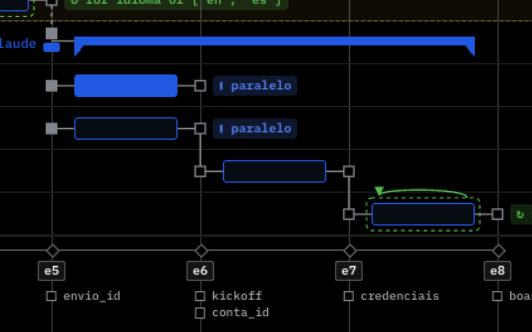 o for idioma of ['en', 'es']
laude
paralelo
paralelo
e5 e6 e7 e8
envio_id kickoff credenciais boa
conta_id